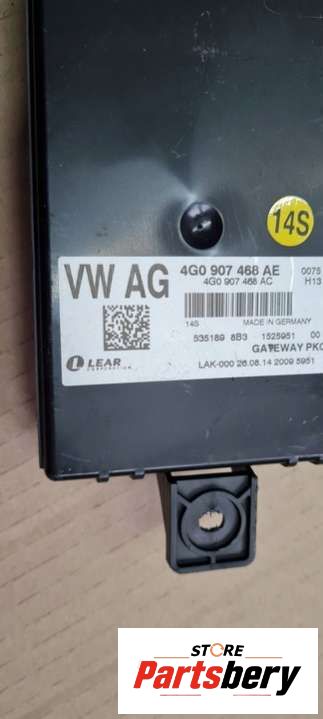 14S
VW AG
4G0 907 468 AE 0075
4G0 907 468 AC H13
14S MADE IN GERMANY
535189 8B3 1525951 00
GATEWAY PKO
LEAR
CORPORATION
LAK-000 26.08.14 2009 5951
STORE
Partsbery